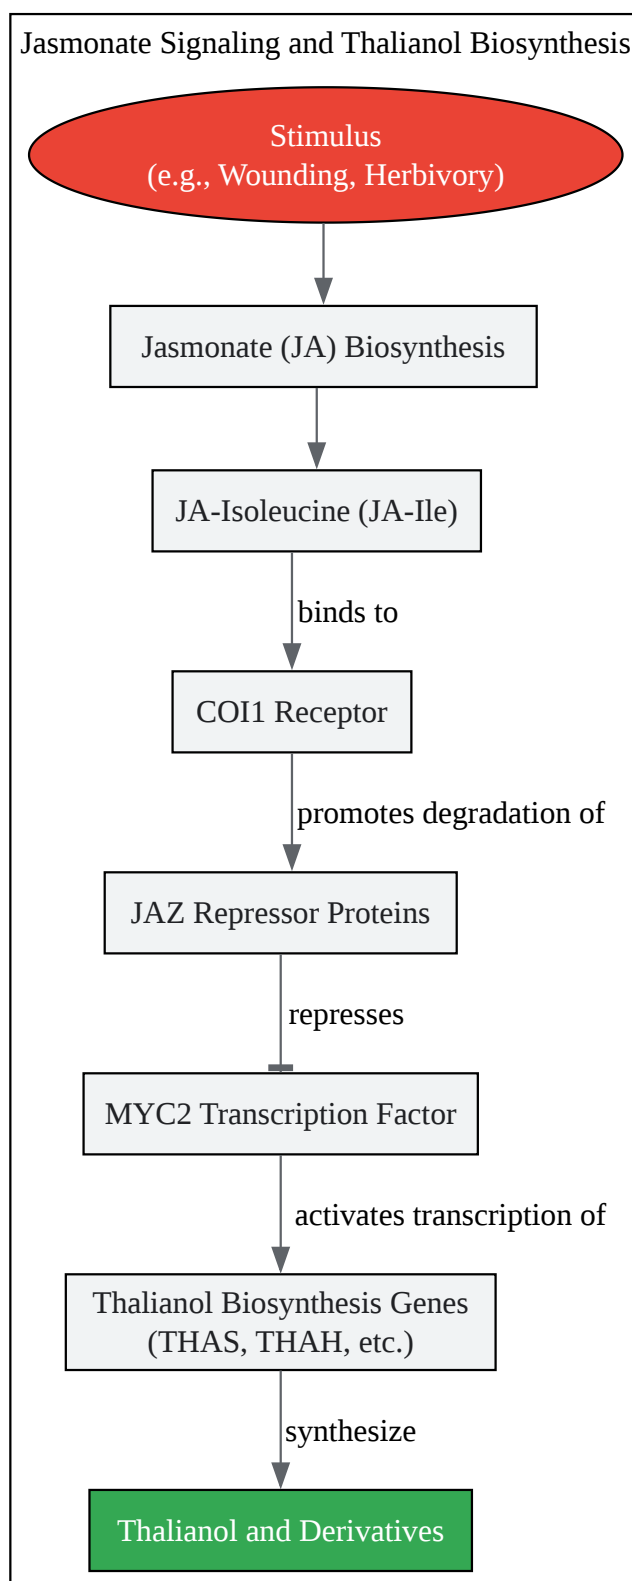 Jasmonate Signaling and Thalianol Biosynthesis
Stimulus
(e.g., Wounding, Herbivory)
Jasmonate (JA) Biosynthesis
JA-Isoleucine (JA-Ile)
binds to
COI1 Receptor
promotes degradation of
JAZ Repressor Proteins
represses
MYC2 Transcription Factor
activates transcription of
Thalianol Biosynthesis Genes
(THAS, THAH, etc.)
synthesize
Thalianol and Derivatives